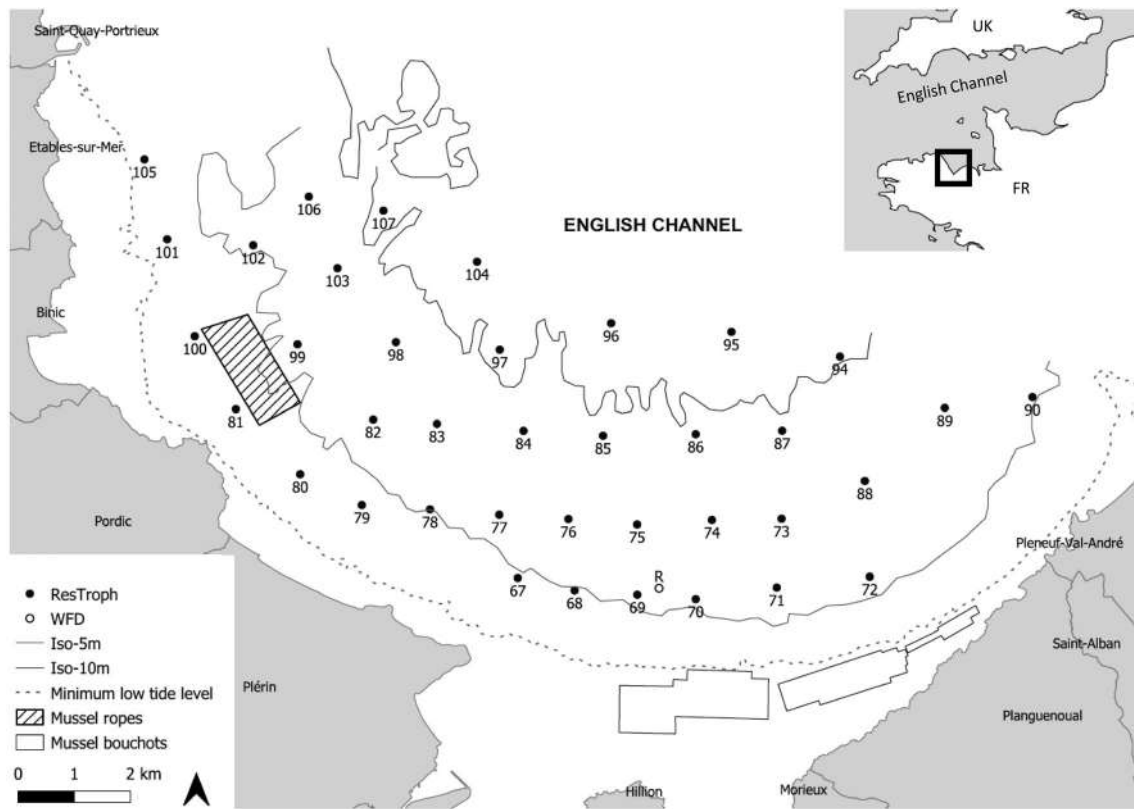 Saint-Quay-Portrieux
UK
English Channel
Etables-sur-Mer
105
FR
106
107
101
102
ENGLISH CHANNEL
103
104
Binic
100
99
98
97
96
95
94
81
82
83
84
85
86
87
89
90
80
88
79
78
77
76
75
74
73
Pordic
Pleneuf-Val-André
67
68
69
R
70
71
72
ResTroph
WFD
Iso-5m
Iso-10m
Minimum low tide level
Mussel ropes
Mussel bouchots
0 1 2 km
Plérin
Saint-Alban
Planguenoual
Hillion
Morieux